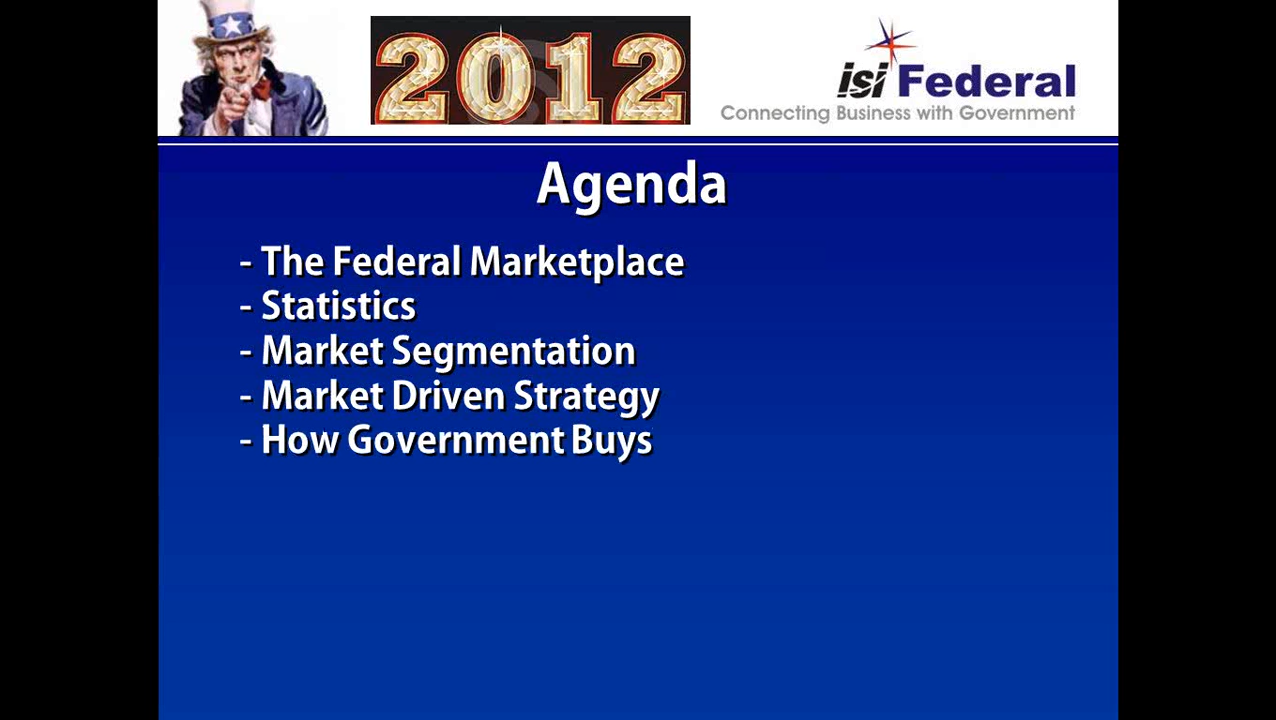 2012
isi Federal
Connecting Business with Government
Agenda
- The Federal Marketplace
- Statistics
- Market Segmentation
- Market Driven Strategy
- How Government Buys